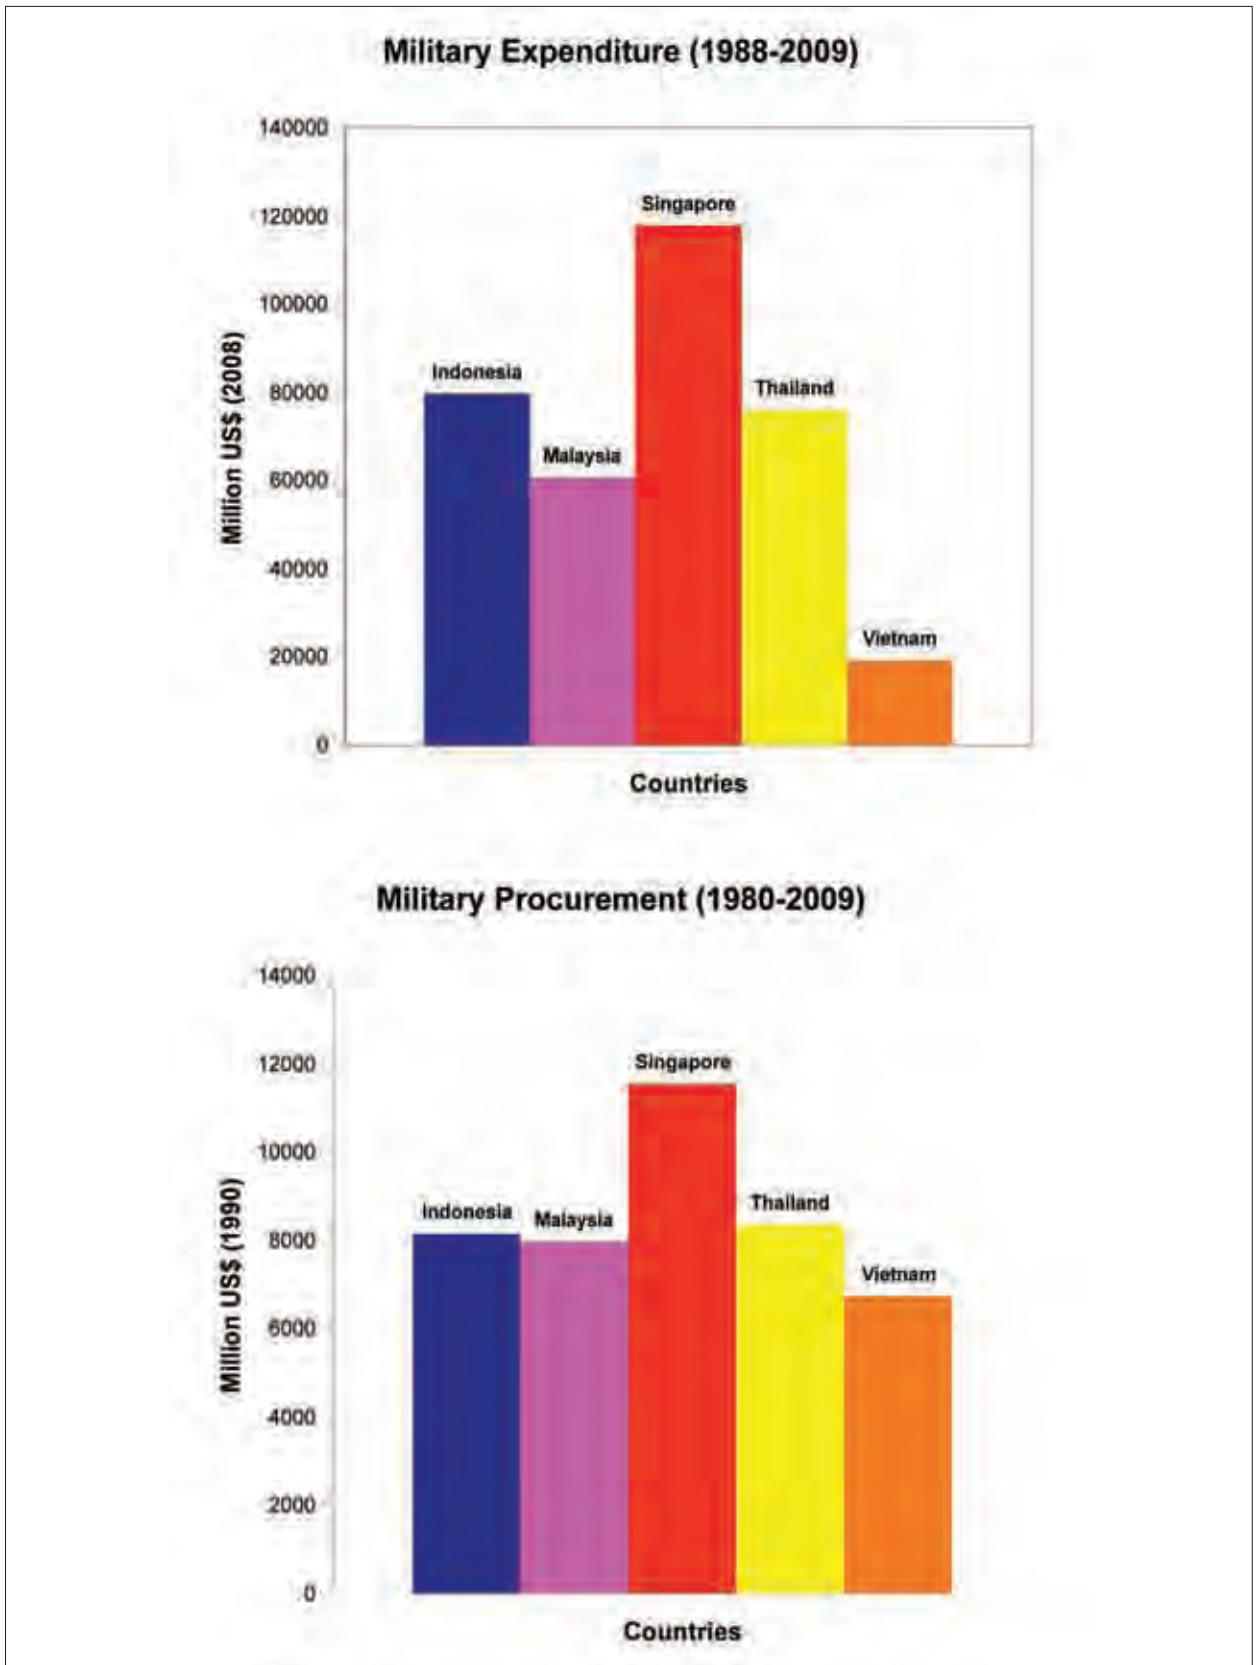 Military Expenditure (1988-2009)
140000
120000
100000
80000
60000
40000
20000
0
Million US$ (2008)
Indonesia
Malaysia
Singapore
Thailand
Vietnam
Countries
Military Procurement (1980-2009)
14000
12000
10000
8000
6000
4000
2000
0
Million US$ (1990)
Indonesia
Malaysia
Singapore
Thailand
Vietnam
Countries